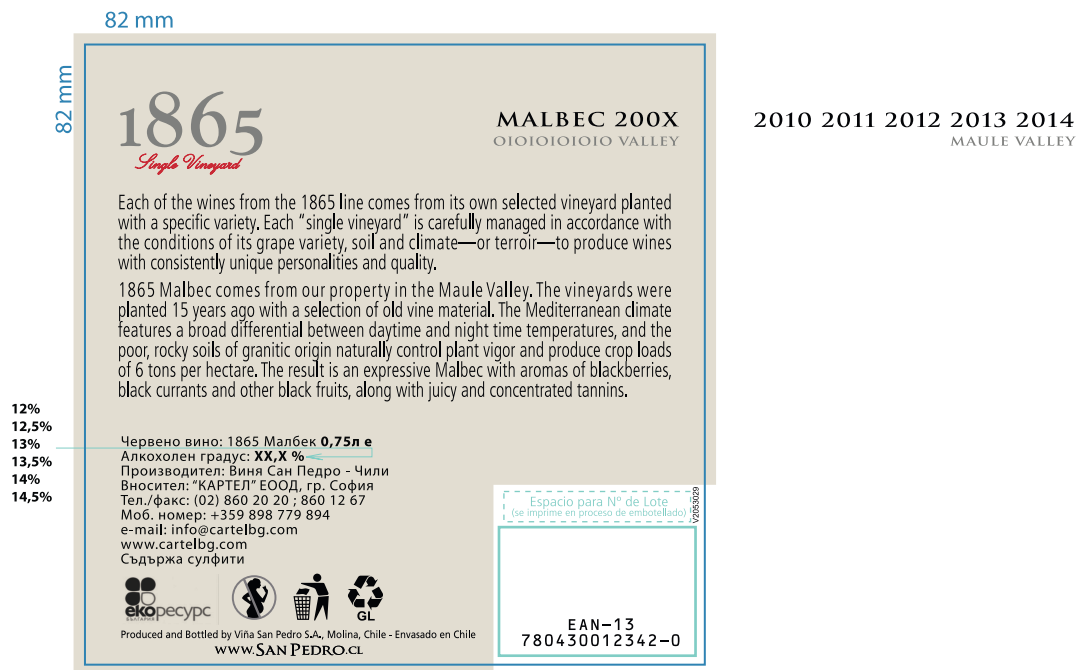 82 mm
82 mm
1865
Single Vineyard
MALBEC 200X
OIOIOIOIOIO VALLEY
2010 2011 2012 2013 2014
MAULE VALLEY
Each of the wines from the 1865 line comes from its own selected vineyard planted
with a specific variety. Each “single vineyard” is carefully managed in accordance with
the conditions of its grape variety, soil and climate—or terroir—to produce wines
with consistently unique personalities and quality.
1865 Malbec comes from our property in the Maule Valley. The vineyards were
planted 15 years ago with a selection of old vine material. The Mediterranean climate
features a broad differential between daytime and night time temperatures, and the
poor, rocky soils of granitic origin naturally control plant vigor and produce crop loads
of 6 tons per hectare. The result is an expressive Malbec with aromas of blackberries,
black currants and other black fruits, along with juicy and concentrated tannins.
12%
12,5%
13%
13,5%
14%
14,5%
Червено вино: 1865 Малбек 0,75л е
Алкохолен градус: XX,X %
Производител: Виня Сан Педро - Чили
Вносител: “КАРТЕЛ” ЕООД, гр. София
Тел./факс: (02) 860 20 20 ; 860 12 67
Моб. номер: +359 898 779 894
e-mail: info@cartelbg.com
www.cartelbg.com
Съдържа сулфити
екоресурс
БЪЛГАРИЯ
GL
Produced and Bottled by Viña San Pedro S.A., Molina, Chile - Envasado en Chile
www.SAN PEDRO.CL
Espacio para Nº de Lote
(se imprime en proceso de embotellado)
V2053029
EAN-13
780430012342-0